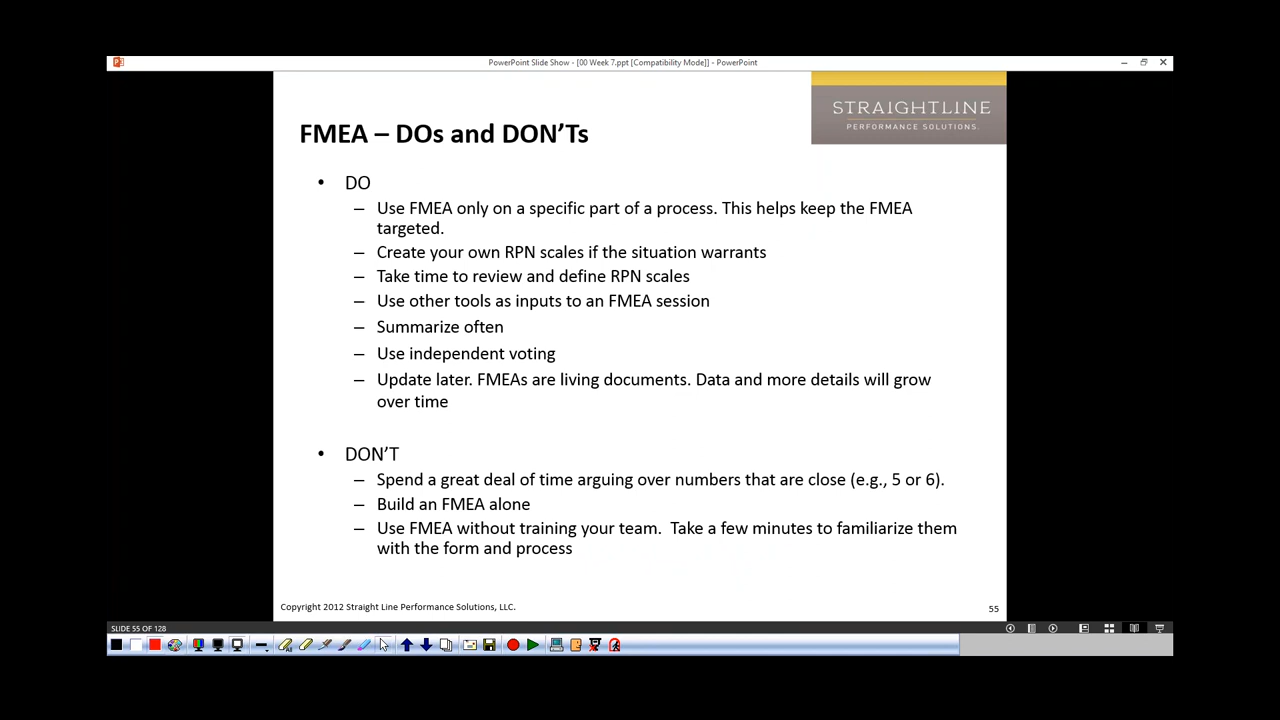 PowerPoint Slide Show - [00 Week 7.ppt [Compatibility Mode]] - PowerPoint
STRAIGHTLINE
PERFORMANCE SOLUTIONS.
FMEA – DOs and DON’Ts
• DO
– Use FMEA only on a specific part of a process. This helps keep the FMEA
targeted.
– Create your own RPN scales if the situation warrants
– Take time to review and define RPN scales
– Use other tools as inputs to an FMEA session
– Summarize often
– Use independent voting
– Update later. FMEAs are living documents. Data and more details will grow
over time
• DON’T
– Spend a great deal of time arguing over numbers that are close (e.g., 5 or 6).
– Build an FMEA alone
– Use FMEA without training your team.  Take a few minutes to familiarize them
with the form and process
Copyright 2012 Straight Line Performance Solutions, LLC.
55
SLIDE 55 OF 128